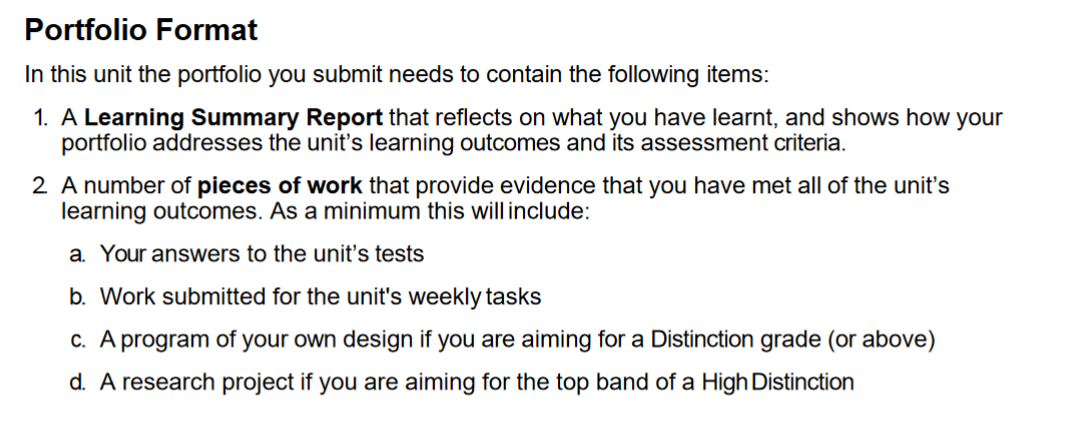 Portfolio Format
In this unit the portfolio you submit needs to contain the following items:
1. A Learning Summary Report that reflects on what you have learnt, and shows how your
portfolio addresses the unit's learning outcomes and its assessment criteria.
2 A number of pieces of work that provide evidence that you have met all of the unit's
learning outcomes. As a minimum this will include:
a. Your answers to the unit's tests
b. Work submitted for the unit's weekly tasks
c. A program of your own design if you are aiming for a Distinction grade (or above)
d. A research project if you are aiming for the top band of a High Distinction